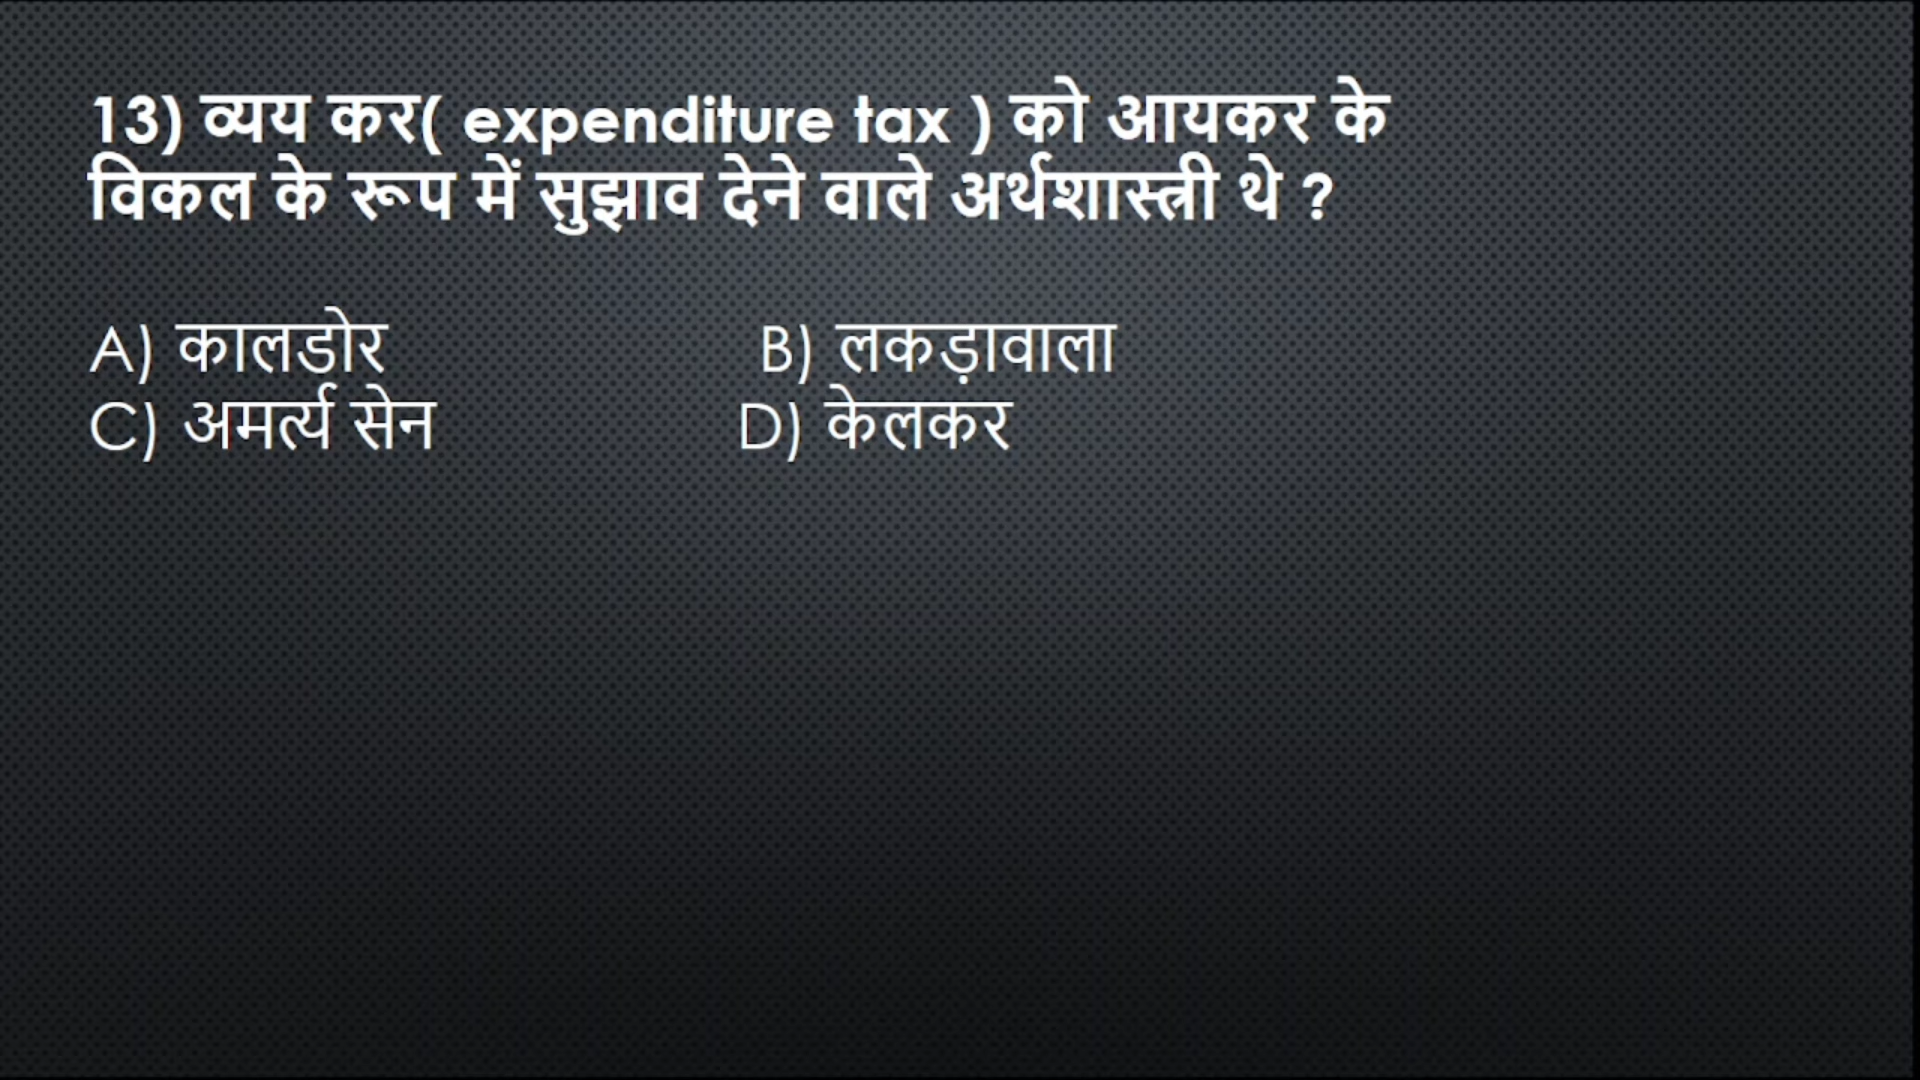 13) व्यय कर( expenditure tax ) को आयकर के
विकल के रूप में सुझाव देने वाले अर्थशास्त्री थे ?
A) कालडोर B) लकड़ावाला
C) अमर्त्य सेन D) केलकर